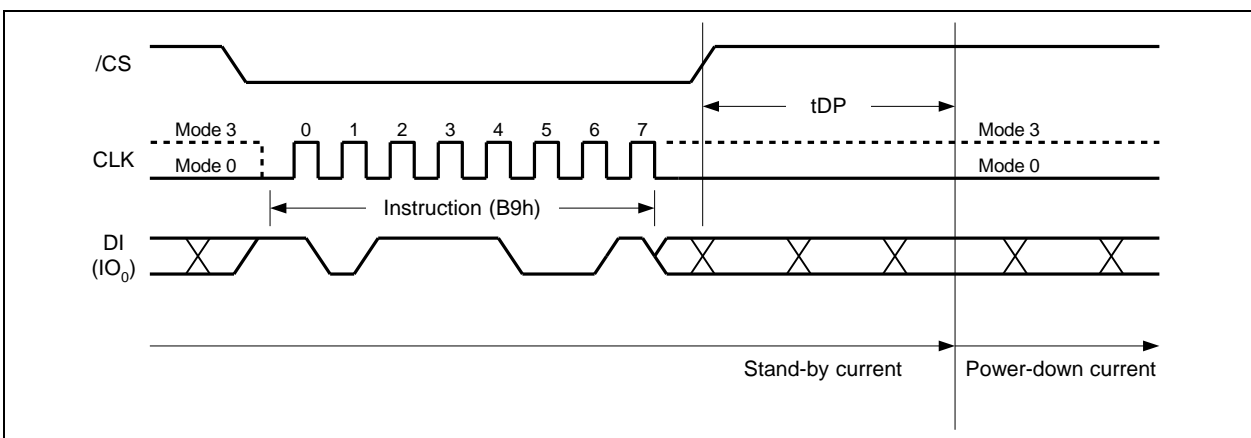 /CS
tDP
Mode 3 0 1 2 3 4 5 6 7 Mode 3
CLK
Mode 0 Mode 0
Instruction (B9h)
DI
(IO0)
Stand-by current Power-down current